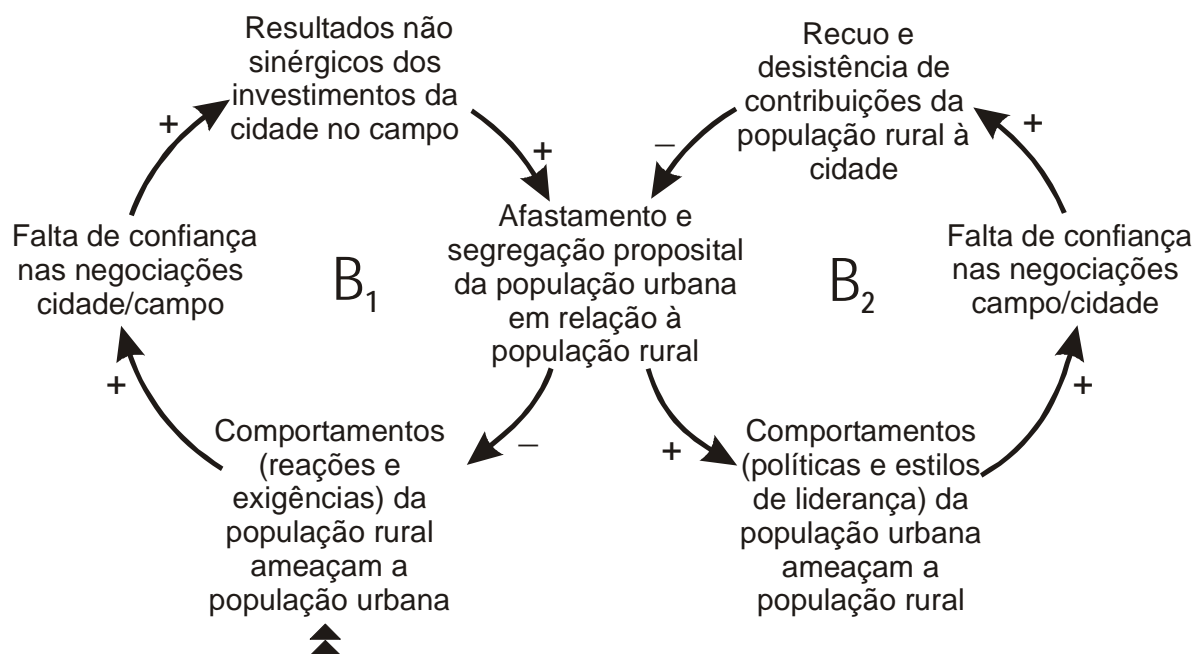 Resultados não
sinérgicos dos
investimentos da
cidade no campo
+
+
Falta de confiança
nas negociações
cidade/campo
B1
+
Comportamentos
(reações e
exigências) da
população rural
ameaçam a
população urbana
–
Afastamento e
segregação proposital
da população urbana
em relação à
população rural
Recuo e
desistência de
contribuições da
população rural à
cidade
–
+
B2
Falta de confiança
nas negociações
campo/cidade
+
+
Comportamentos
(políticas e estilos
de liderança) da
população urbana
ameaçam a
população rural